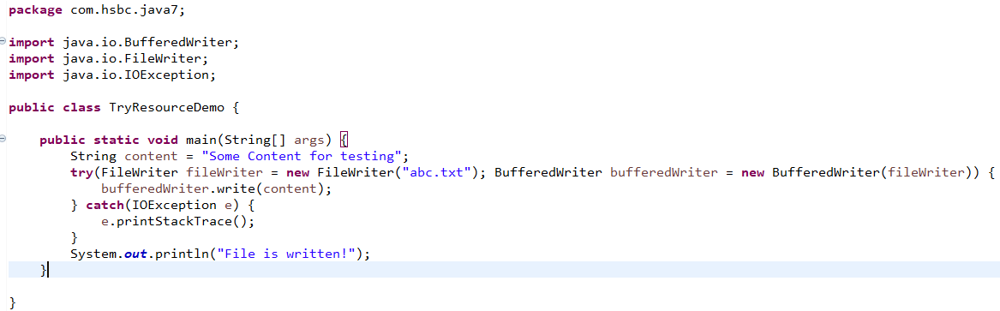 package com.hsbc.java7;
import java.io.BufferedWriter;
import java.io.FileWriter;
import java.io.IOException;
public class TryResourceDemo {
public static void main(String[] args) {
String content = "Some Content for testing";
try(FileWriter fileWriter = new FileWriter("abc.txt"); BufferedWriter bufferedWriter = new BufferedWriter(fileWriter)) {
bufferedWriter.write(content);
} catch(IOException e) {
e.printStackTrace();
}
System.out.println("File is written!");
}
}